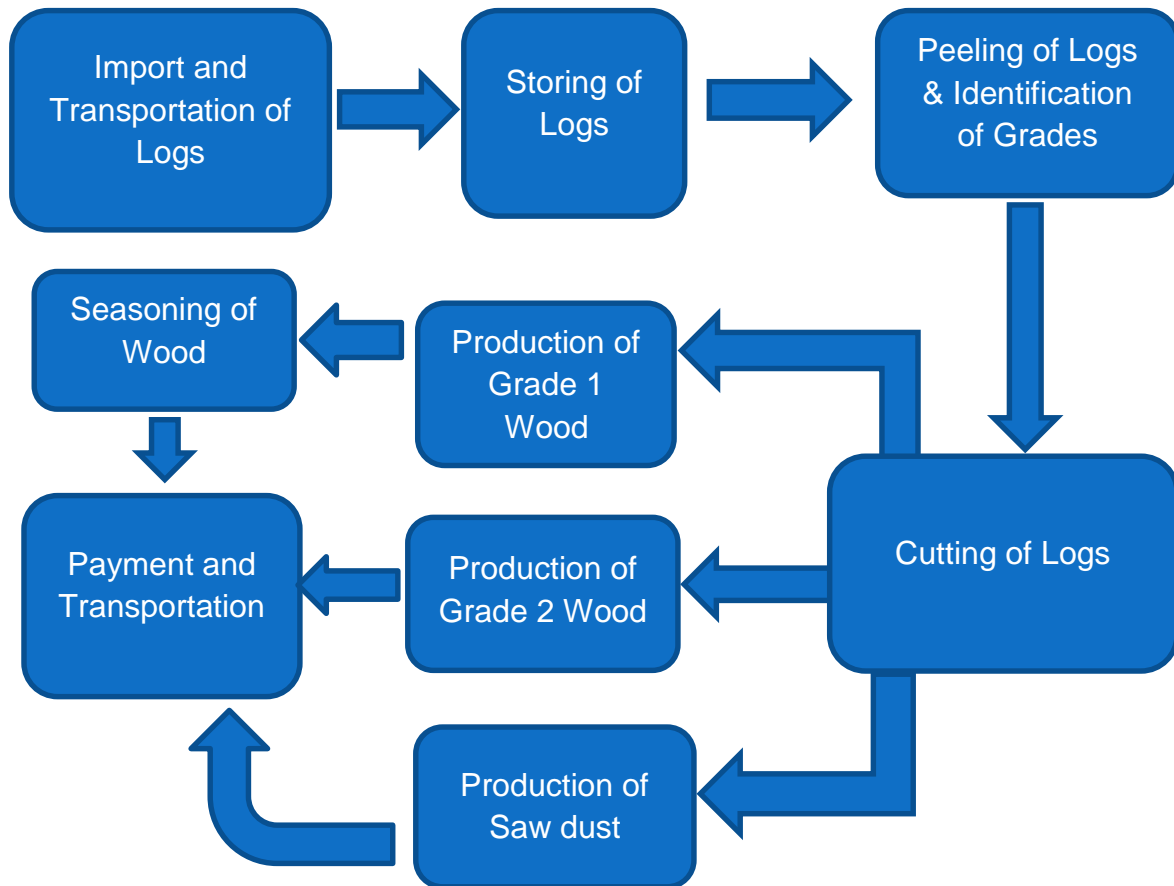 Import and
Transportation of
Logs
Storing of
Logs
Peeling of Logs
& Identification
of Grades
Seasoning of
Wood
Production of
Grade 1
Wood
Cutting of Logs
Payment and
Transportation
Production of
Grade 2 Wood
Production of
Saw dust